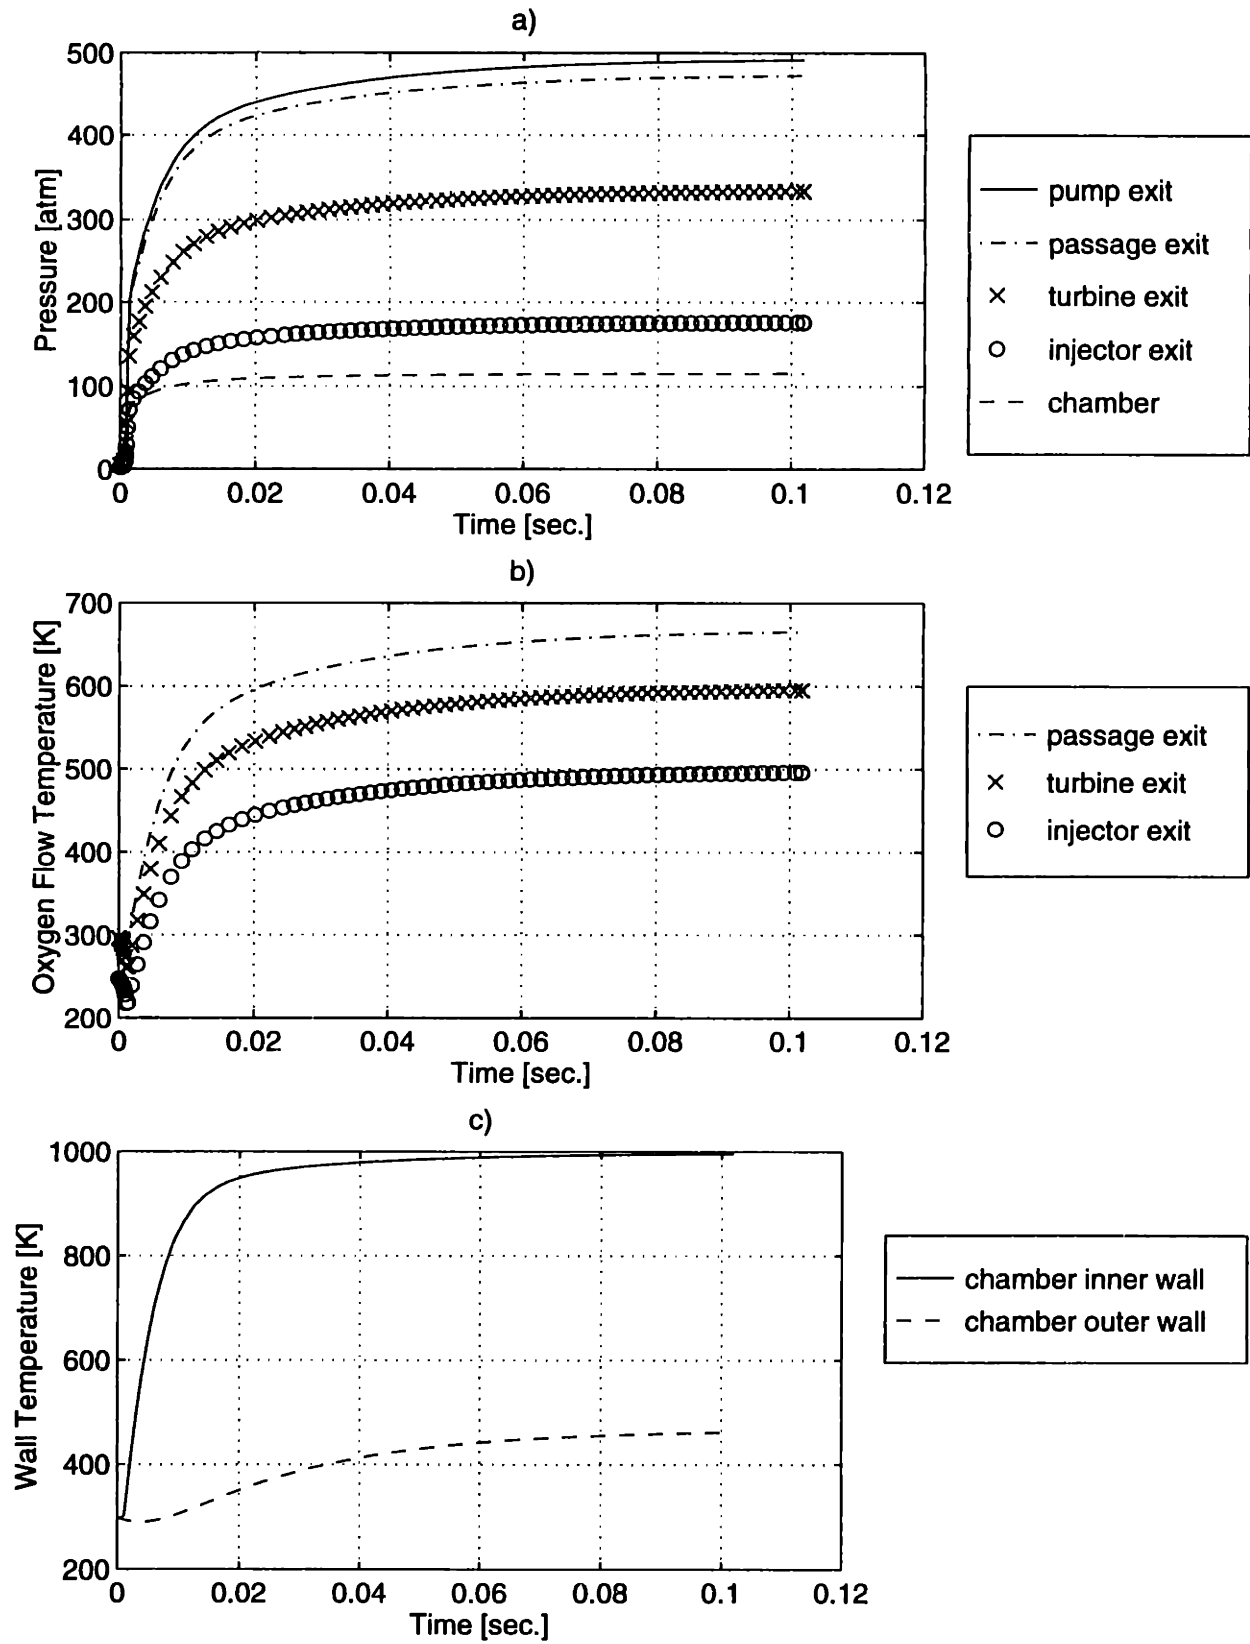 a)
500
400
300
200
100
0
Pressure [atm]
0 0.02 0.04 0.06 0.08 0.1 0.12
Time [sec.]
pump exit
passage exit
turbine exit
injector exit
chamber
b)
700
600
500
400
300
200
Oxygen Flow Temperature [K]
0 0.02 0.04 0.06 0.08 0.1 0.12
Time [sec.]
passage exit
turbine exit
injector exit
c)
1000
800
600
400
200
Wall Temperature [K]
0 0.02 0.04 0.06 0.08 0.1 0.12
Time [sec.]
chamber inner wall
chamber outer wall